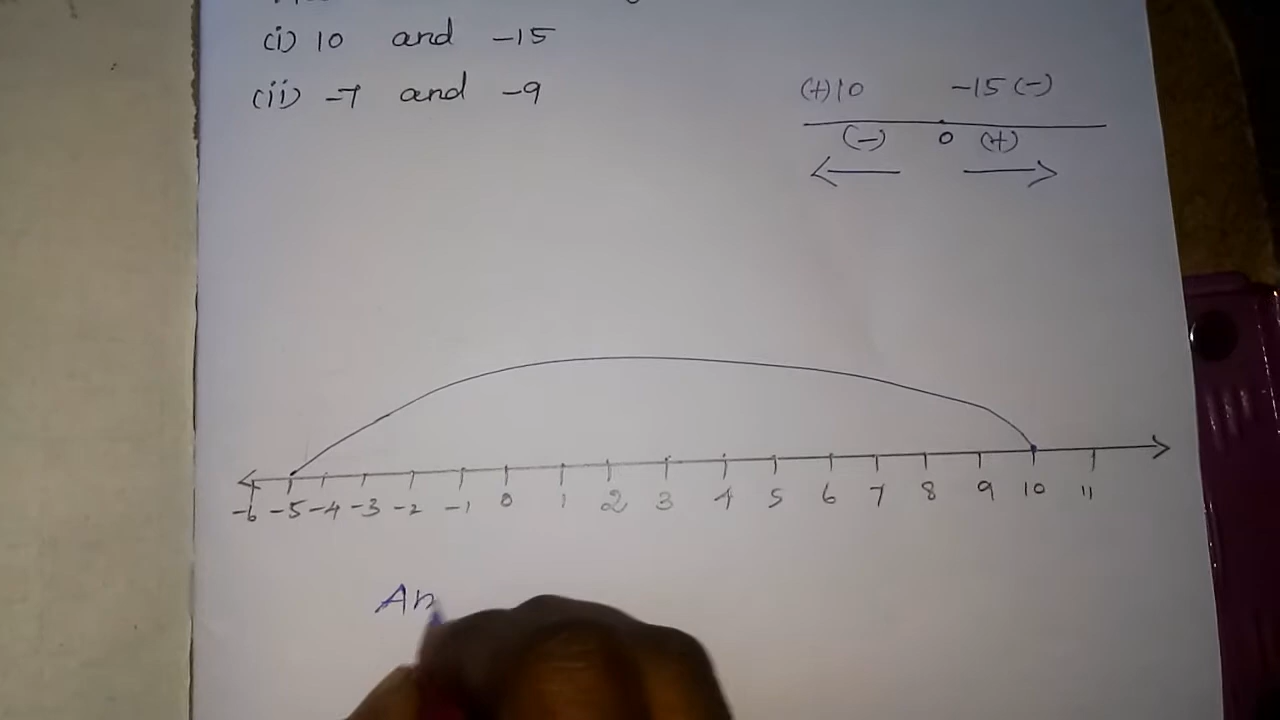 (i) 10 and -15
(ii) -7 and -9
(+)10 -15(-)
(-) 0 (+)
-6 -5 -4 -3 -2 -1 0 1 2 3 4 5 6 7 8 9 10 11
An